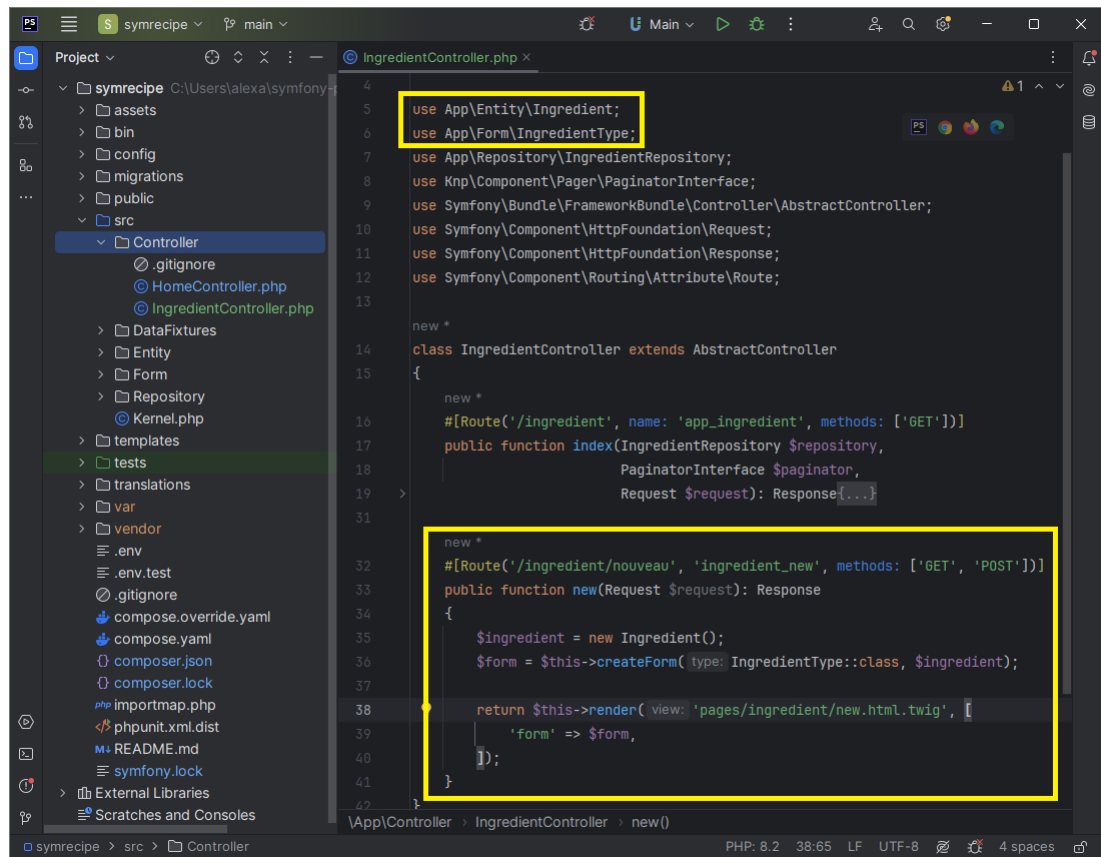 PS
S symrecipe
main
Main
Project
symrecipe C:\Users\alexa\symfony-
assets
bin
config
migrations
public
src
Controller
.gitignore
HomeController.php
IngredientController.php
DataFixtures
Entity
Form
Repository
Kernel.php
templates
tests
translations
var
vendor
.env
.env.test
.gitignore
compose.override.yaml
compose.yaml
{} composer.json
{} composer.lock
php importmap.php
phpunit.xml.dist
M↓ README.md
symfony.lock
External Libraries
Scratches and Consoles
IngredientController.php
1
4
5 use App\Entity\Ingredient;
6 use App\Form\IngredientType;
PS
7 use App\Repository\IngredientRepository;
8 use Knp\Component\Pager\PaginatorInterface;
9 use Symfony\Bundle\FrameworkBundle\Controller\AbstractController;
10 use Symfony\Component\HttpFoundation\Request;
11 use Symfony\Component\HttpFoundation\Response;
12 use Symfony\Component\Routing\Attribute\Route;
13
new *
14 class IngredientController extends AbstractController
15 {
new *
16 #[Route('/ingredient', name: 'app_ingredient', methods: ['GET'])]
17 public function index(IngredientRepository $repository,
18 PaginatorInterface $paginator,
19 Request $request): Response{...}
31
new *
32 #[Route('/ingredient/nouveau', 'ingredient_new', methods: ['GET', 'POST'])]
33 public function new(Request $request): Response
34 {
35 $ingredient = new Ingredient();
36 $form = $this->createForm( type: IngredientType::class, $ingredient);
37
38 return $this->render( view: 'pages/ingredient/new.html.twig', [
39 'form' => $form,
40 ]);
41 }
42 }
\App\Controller › IngredientController › new()
symrecipe > src > Controller
PHP: 8.2 38:65 LF UTF-8 4 spaces